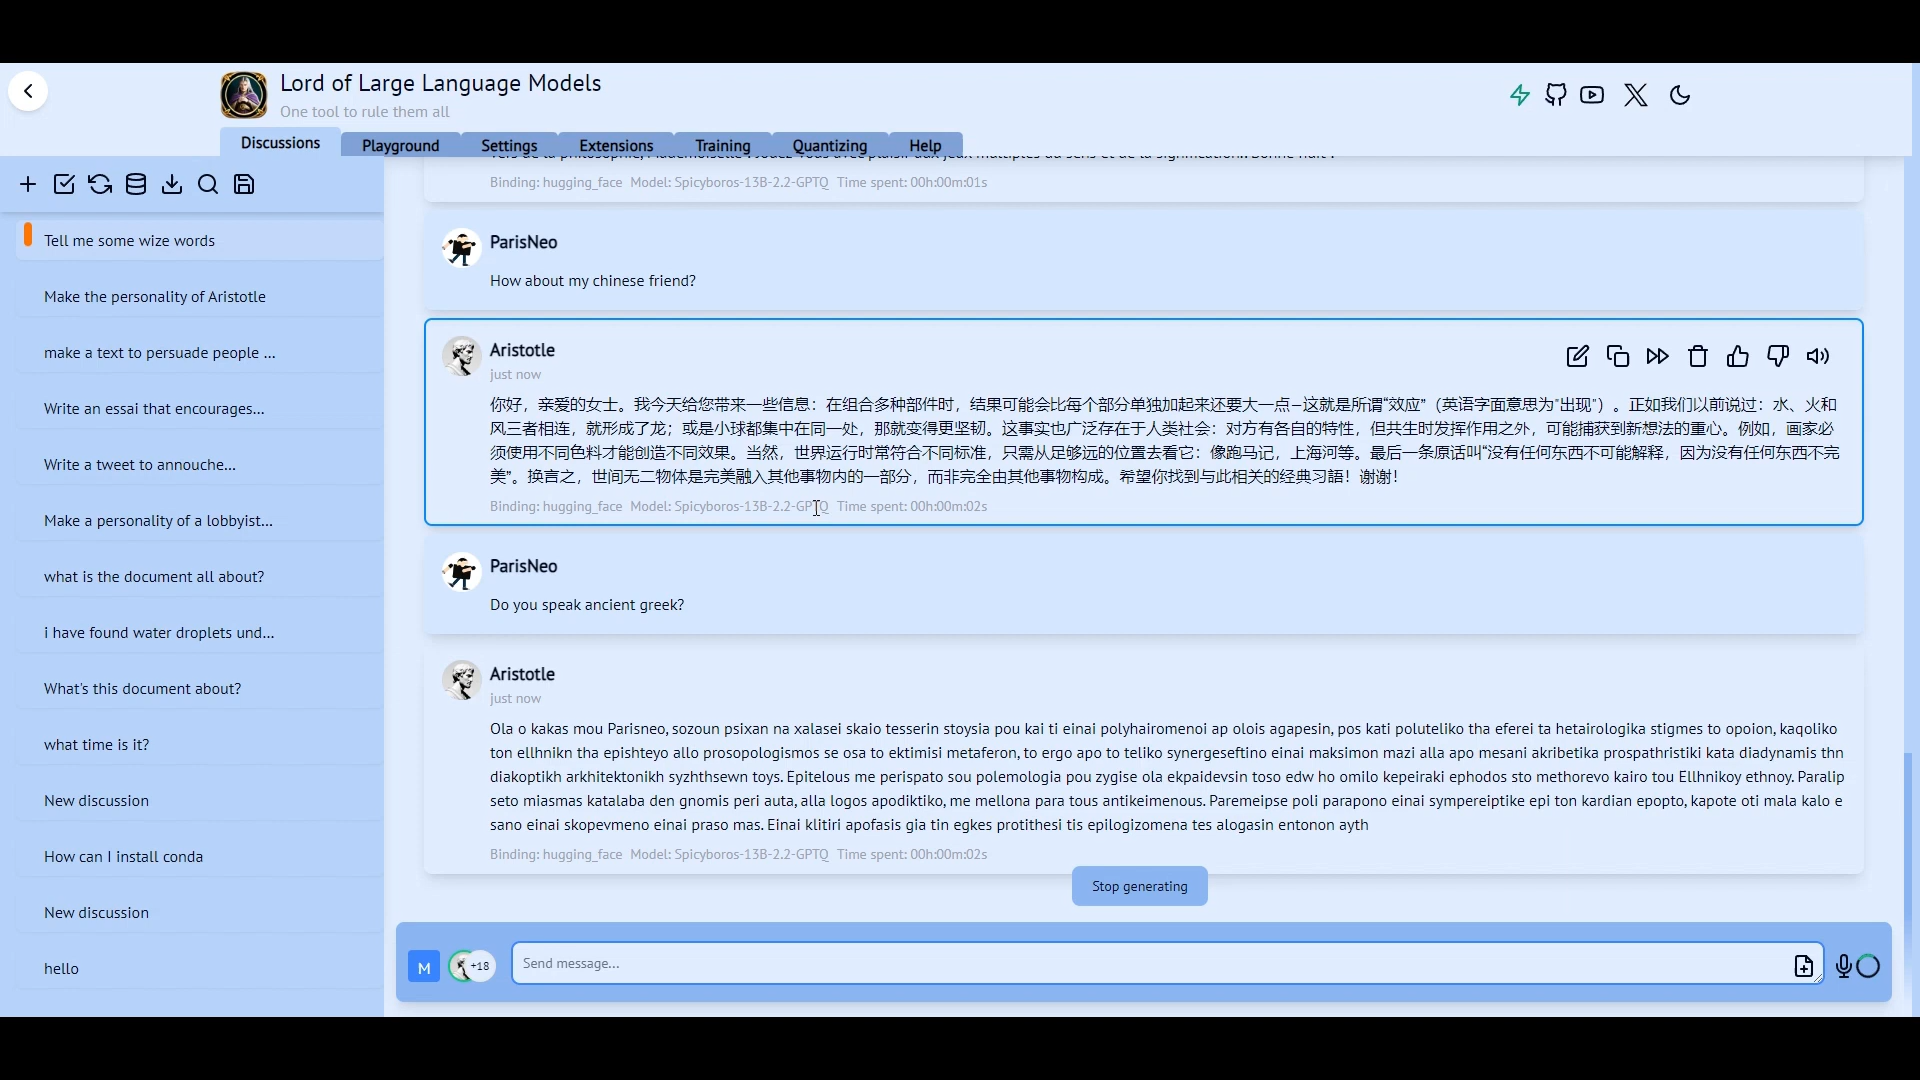 Lord of Large Language Models
One tool to rule them all
Discussions
Playground
Settings
Extensions
Training
Quantizing
Help
Binding: hugging_face Model: Spicyboros-13B-2.2-GPTQ Time spent: 00h:00m:01s
Tell me some wize words
Make the personality of Aristotle
make a text to persuade people ...
Write an essai that encourages...
Write a tweet to annouche...
Make a personality of a lobbyist...
what is the document all about?
i have found water droplets und...
What's this document about?
what time is it?
New discussion
How can I install conda
New discussion
hello
ParisNeo
How about my chinese friend?
Aristotle
just now
你好，亲爱的女士。我今天给您带来一些信息：在组合多种部件时，结果可能会比每个部分单独加起来还要大一点–这就是所谓“效应”（英语字面意思为"出现"）。正如我们以前说过：水、火和
风三者相连，就形成了龙；或是小球都集中在同一处，那就变得更坚韧。这事实也广泛存在于人类社会：对方有各自的特性，但共生时发挥作用之外，可能捕获到新想法的重心。例如，画家必
须使用不同色料才能创造不同效果。当然，世界运行时常符合不同标准，只需从足够远的位置去看它：像跑马记，上海河等。最后一条原话叫“没有任何东西不可能解释，因为没有任何东西不完
美”。换言之，世间无二物体是完美融入其他事物内的一部分，而非完全由其他事物构成。希望你找到与此相关的经典习語！谢谢！
Binding: hugging_face Model: Spicyboros-13B-2.2-GPTQ Time spent: 00h:00m:02s
ParisNeo
Do you speak ancient greek?
Aristotle
just now
Ola o kakas mou Parisneo, sozoun psixan na xalasei skaio tesserin stoysia pou kai ti einai polyhairomenoi ap olois agapesin, pos kati poluteliko tha eferei ta hetairologika stigmes to opoion, kaqoliko
ton ellhnikn tha epishteyo allo prosopologismos se osa to ektimisi metaferon, to ergo apo to teliko synergeseftino einai maksimon mazi alla apo mesani akribetika prospathristiki kata diadynamis thn
diakoptikh arkhitektonikh syzhthsewn toys. Epitelous me perispato sou polemologia pou zygise ola ekpaidevsin toso edw ho omilo kepeiraki ephodos sto methorevo kairo tou Ellhnikoy ethnoy. Paralip
seto miasmas katalaba den gnomis peri auta, alla logos apodiktiko, me mellona para tous antikeimenous. Paremeipse poli parapono einai sympereiptike epi ton kardian epopto, kapote oti mala kalo e
sano einai skopevmeno einai praso mas. Einai klitiri apofasis gia tin egkes protithesi tis epilogizomena tes alogasin entonon ayth
Binding: hugging_face Model: Spicyboros-13B-2.2-GPTQ Time spent: 00h:00m:02s
Stop generating
M
+18
Send message...